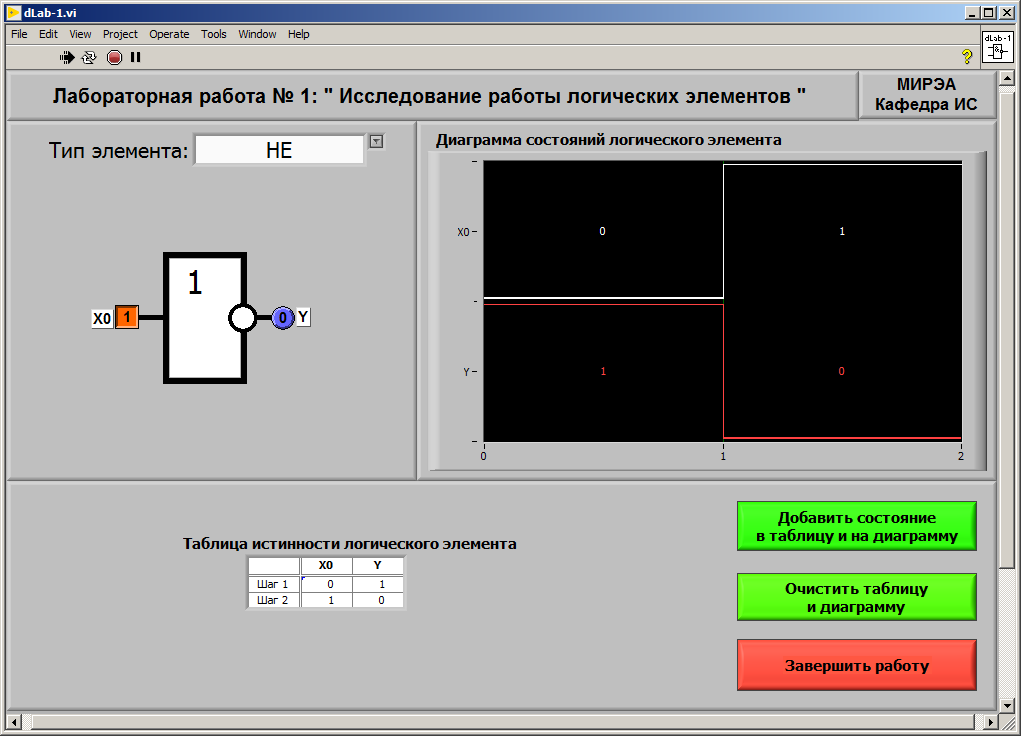 dLab-1.vi
File Edit View Project Operate Tools Window Help
?
dLab-1
&
Лабораторная работа № 1: " Исследование работы логических элементов "
МИРЭА
Кафедра ИС
Тип элемента: НЕ
1
X0 1
0 Y
Диаграмма состояний логического элемента
X0
0 1
Y
1 0
0 1 2
Таблица истинности логического элемента
X0 Y
Шаг 1 0 1
Шаг 2 1 0
Добавить состояние
в таблицу и на диаграмму
Очистить таблицу
и диаграмму
Завершить работу